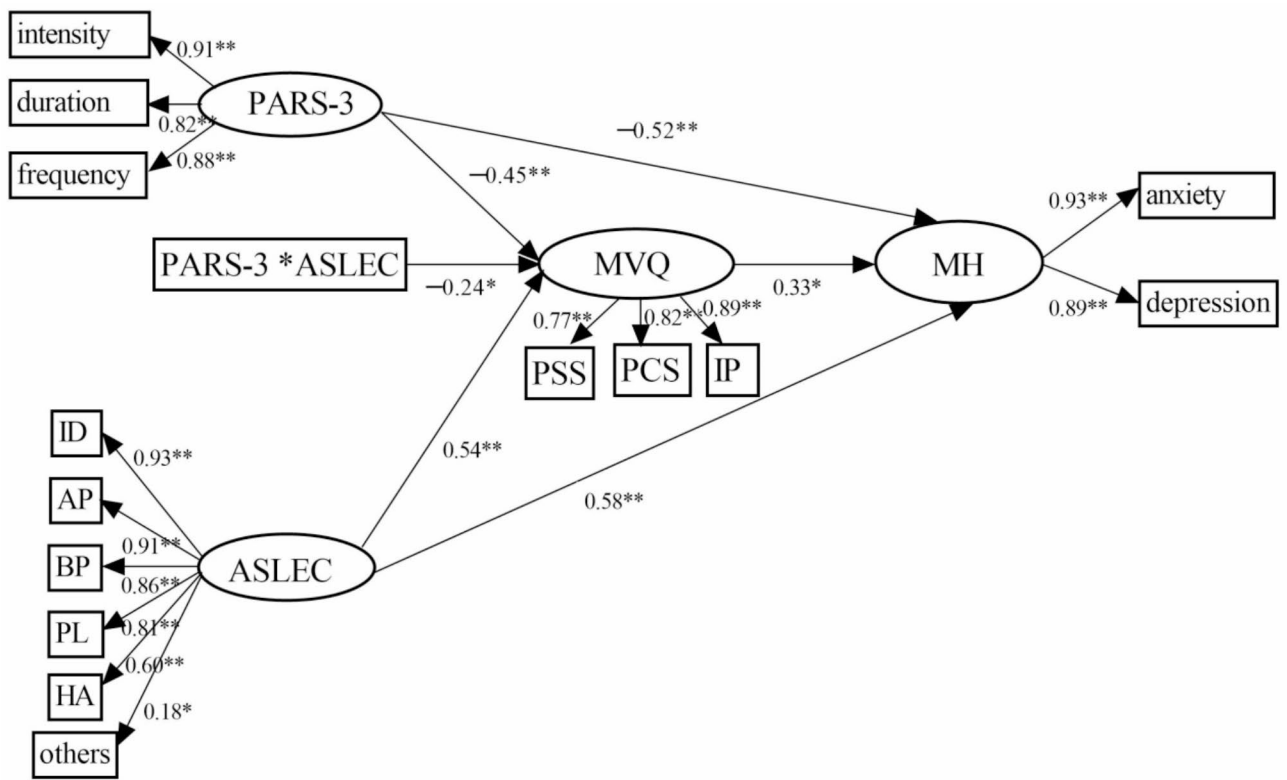 intensity
0.91**
duration
PARS-3
0.82**
frequency
0.88**
−0.52**
−0.45**
anxiety
0.93**
PARS-3 *ASLEC
−0.24*
MVQ
0.33*
MH
0.89**
depression
0.77**
0.82**
0.89**
PSS
PCS
IP
ID
0.93**
0.54**
AP
0.58**
0.91**
BP
ASLEC
0.86**
PL
0.81**
0.60**
HA
0.18*
others